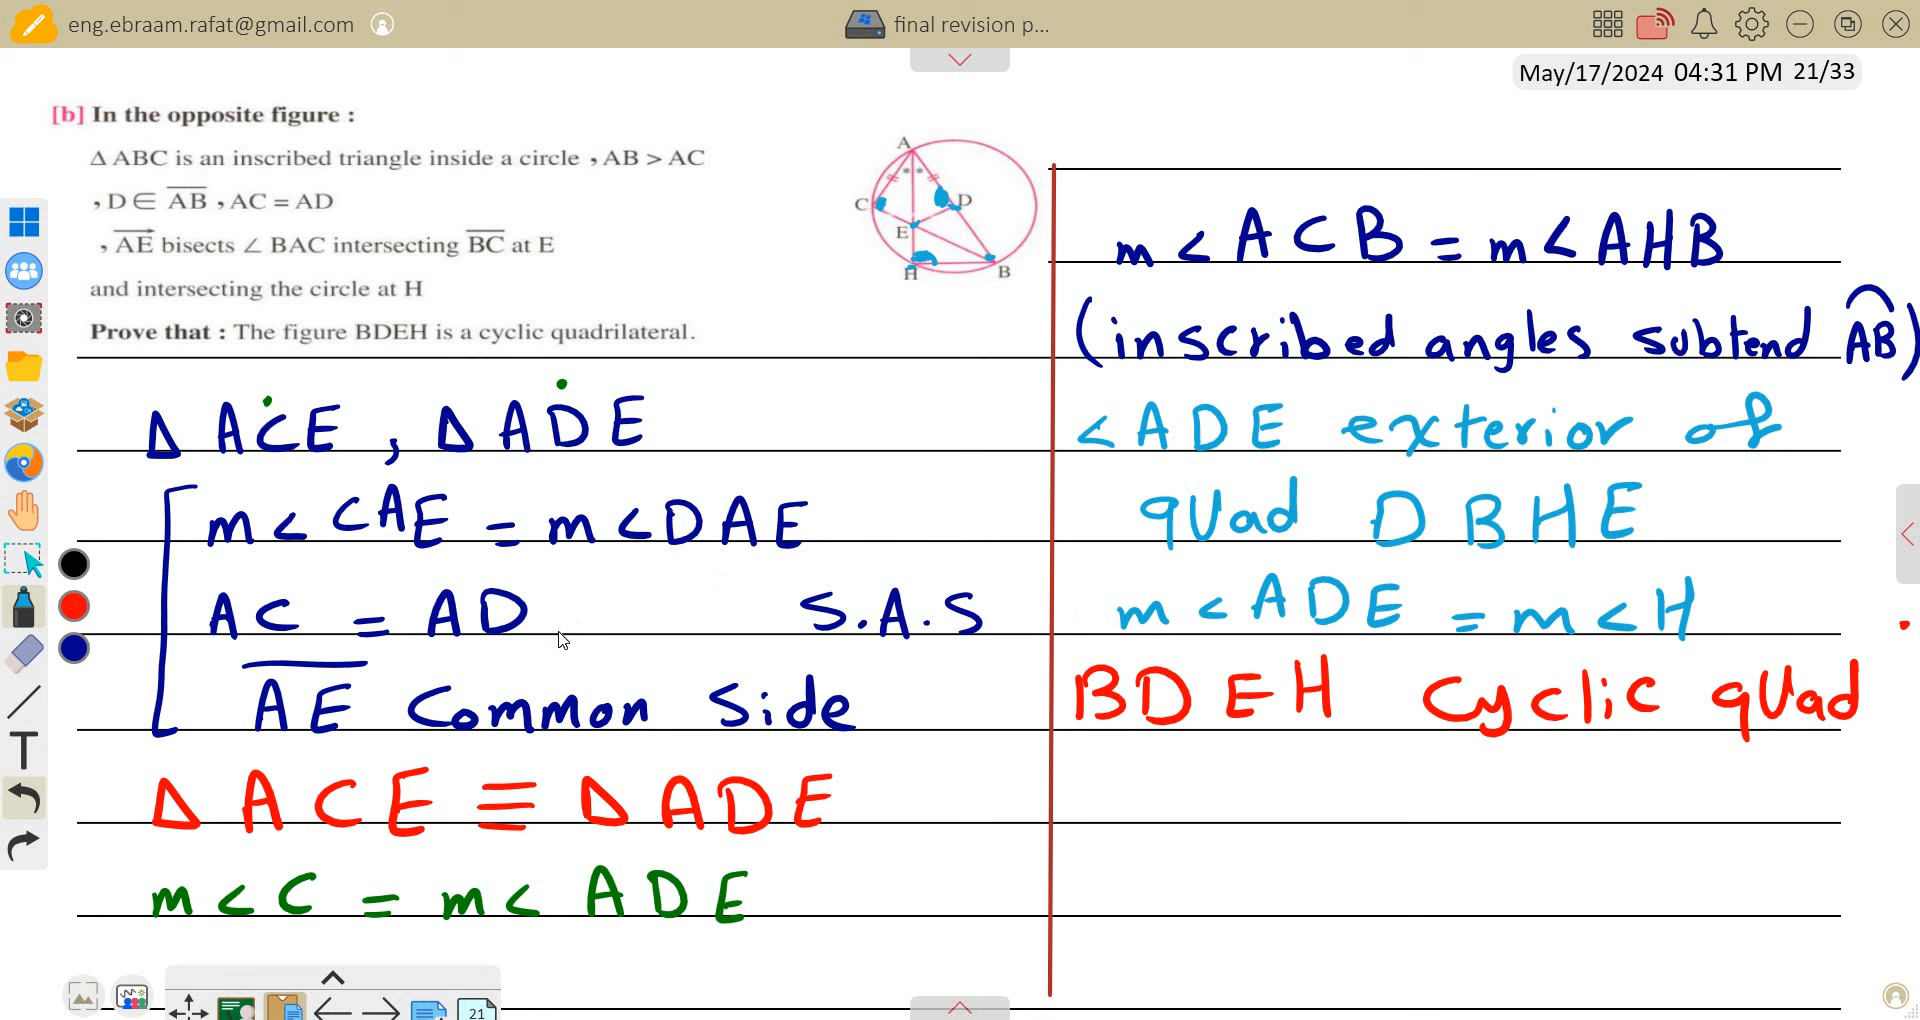 eng.ebraam.rafat@gmail.com
final revision p...
May/17/2024 04:31 PM 21/33
[b] In the opposite figure :
Δ ABC is an inscribed triangle inside a circle , AB > AC
, D ∈ AB , AC = AD
, AE bisects ∠ BAC intersecting BC at E
and intersecting the circle at H
Prove that : The figure BDEH is a cyclic quadrilateral.
A
C
D
E
H
B
Δ ACE , Δ ADE
m < CAE = m < DAE
AC = AD S.A.S
AE Common Side
Δ ACE ≡ Δ ADE
m < C = m < ADE
m < ACB = m < AHB
(inscribed angles subtend AB)
< ADE exterior of
quad DBHE
m < ADE = m < H
BDEH Cyclic quad
T
21